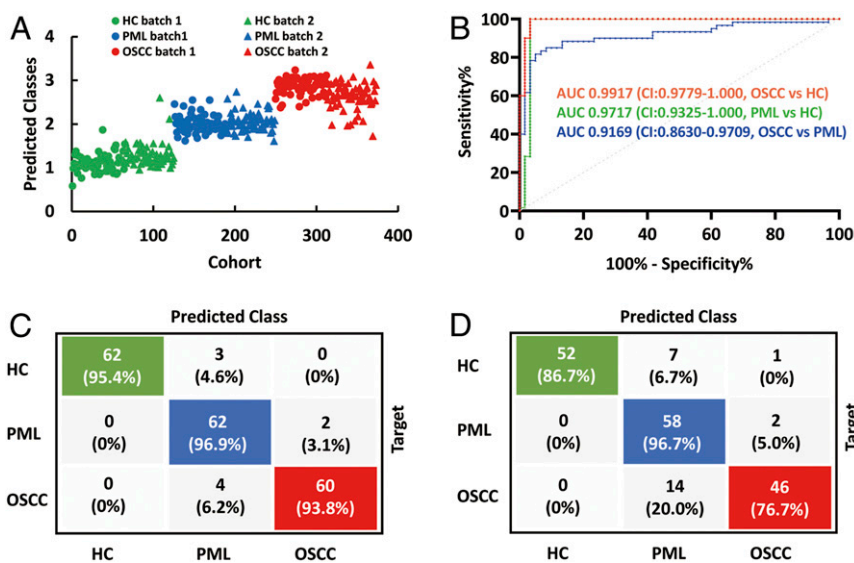 A
HC batch 1
HC batch 2
PML batch1
PML batch 2
OSCC batch 1
OSCC batch 2
Predicted Classes
4
3
2
1
0
0
100
200
300
400
Cohort
B
Sensitivity%
100
80
60
40
20
0
AUC 0.9917 (CI:0.9779-1.000, OSCC vs HC)
AUC 0.9717 (CI:0.9325-1.000, PML vs HC)
AUC 0.9169 (CI:0.8630-0.9709, OSCC vs PML)
0
20
40
60
80
100
100% - Specificity%
C
Predicted Class
HC
62
(95.4%)
3
(4.6%)
0
(0%)
PML
0
(0%)
62
(96.9%)
2
(3.1%)
OSCC
0
(0%)
4
(6.2%)
60
(93.8%)
Target
HC
PML
OSCC
D
Predicted Class
HC
52
(86.7%)
7
(6.7%)
1
(0%)
PML
0
(0%)
58
(96.7%)
2
(5.0%)
OSCC
0
(0%)
14
(20.0%)
46
(76.7%)
Target
HC
PML
OSCC